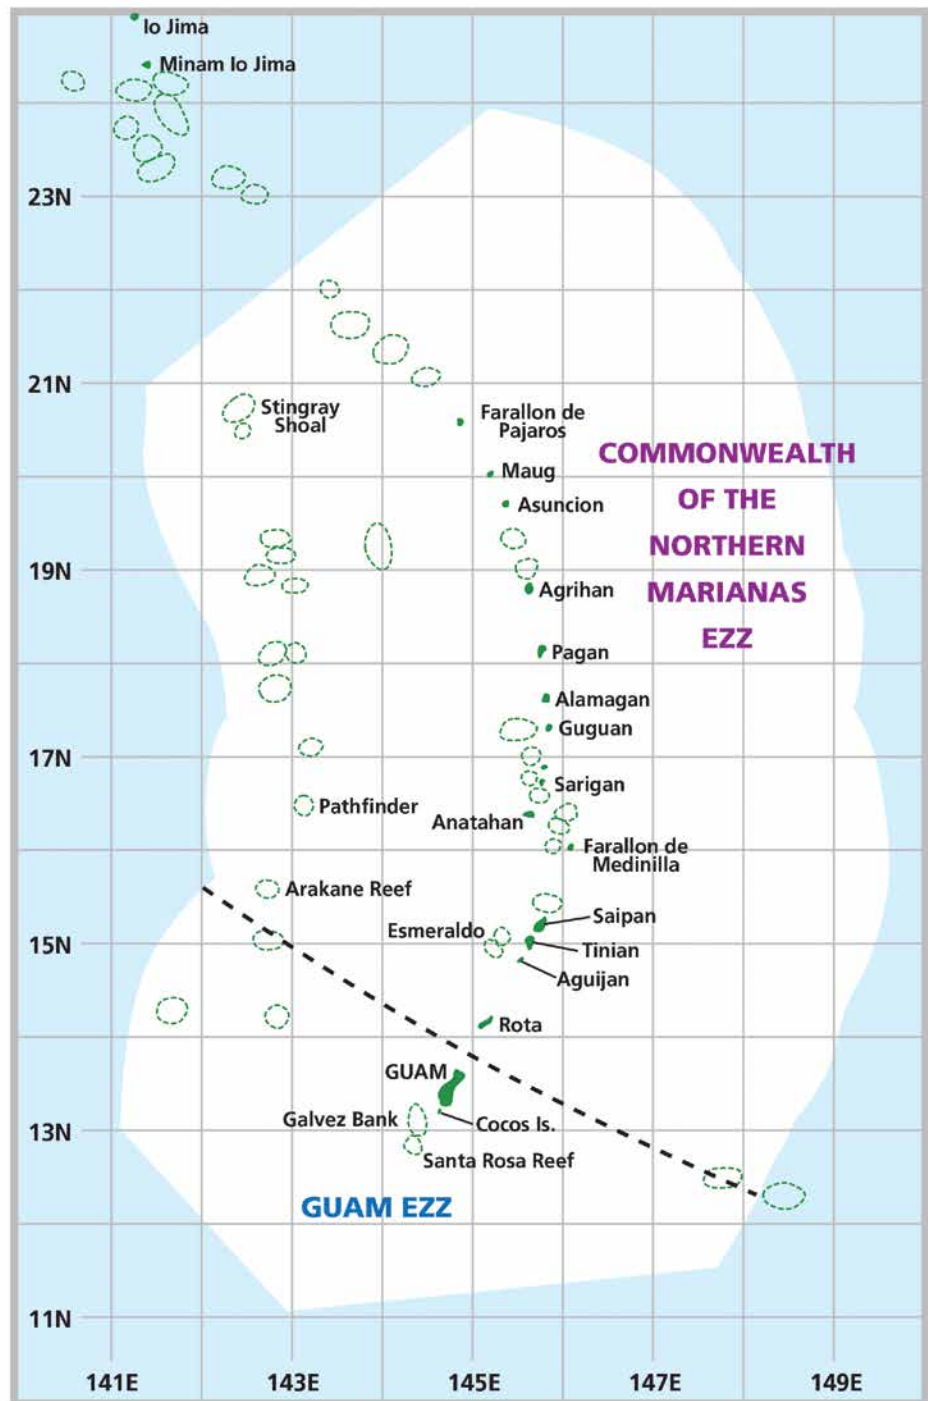 Io Jima
Minam Io Jima
23N
21N
Stingray
Shoal
Farallon de
Pajaros
COMMONWEALTH
OF THE
NORTHERN
MARIANAS
EZZ
Maug
Asuncion
19N
Agrihan
Pagan
Alamagan
Guguan
17N
Sarigan
Pathfinder
Anatahan
Farallon de
Medinilla
Arakane Reef
Saipan
Esmeraldo
15N
Tinian
Aguijan
Rota
GUAM
Galvez Bank
Cocos Is.
13N
Santa Rosa Reef
GUAM EZZ
11N
141E
143E
145E
147E
149E